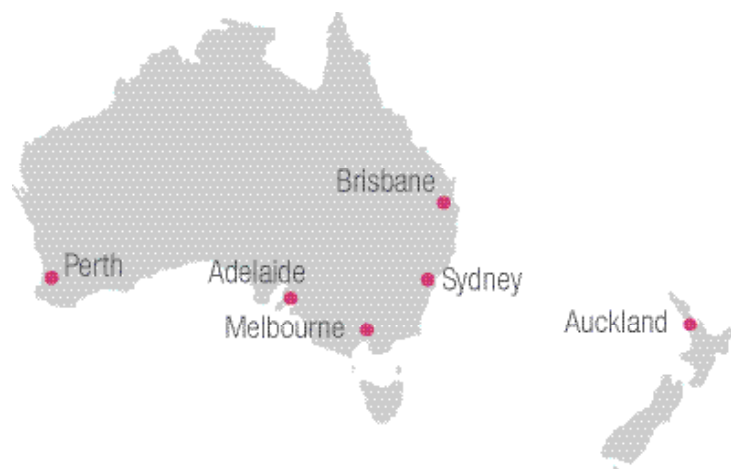 Brisbane
Perth
Adelaide
Sydney
Melbourne
Auckland